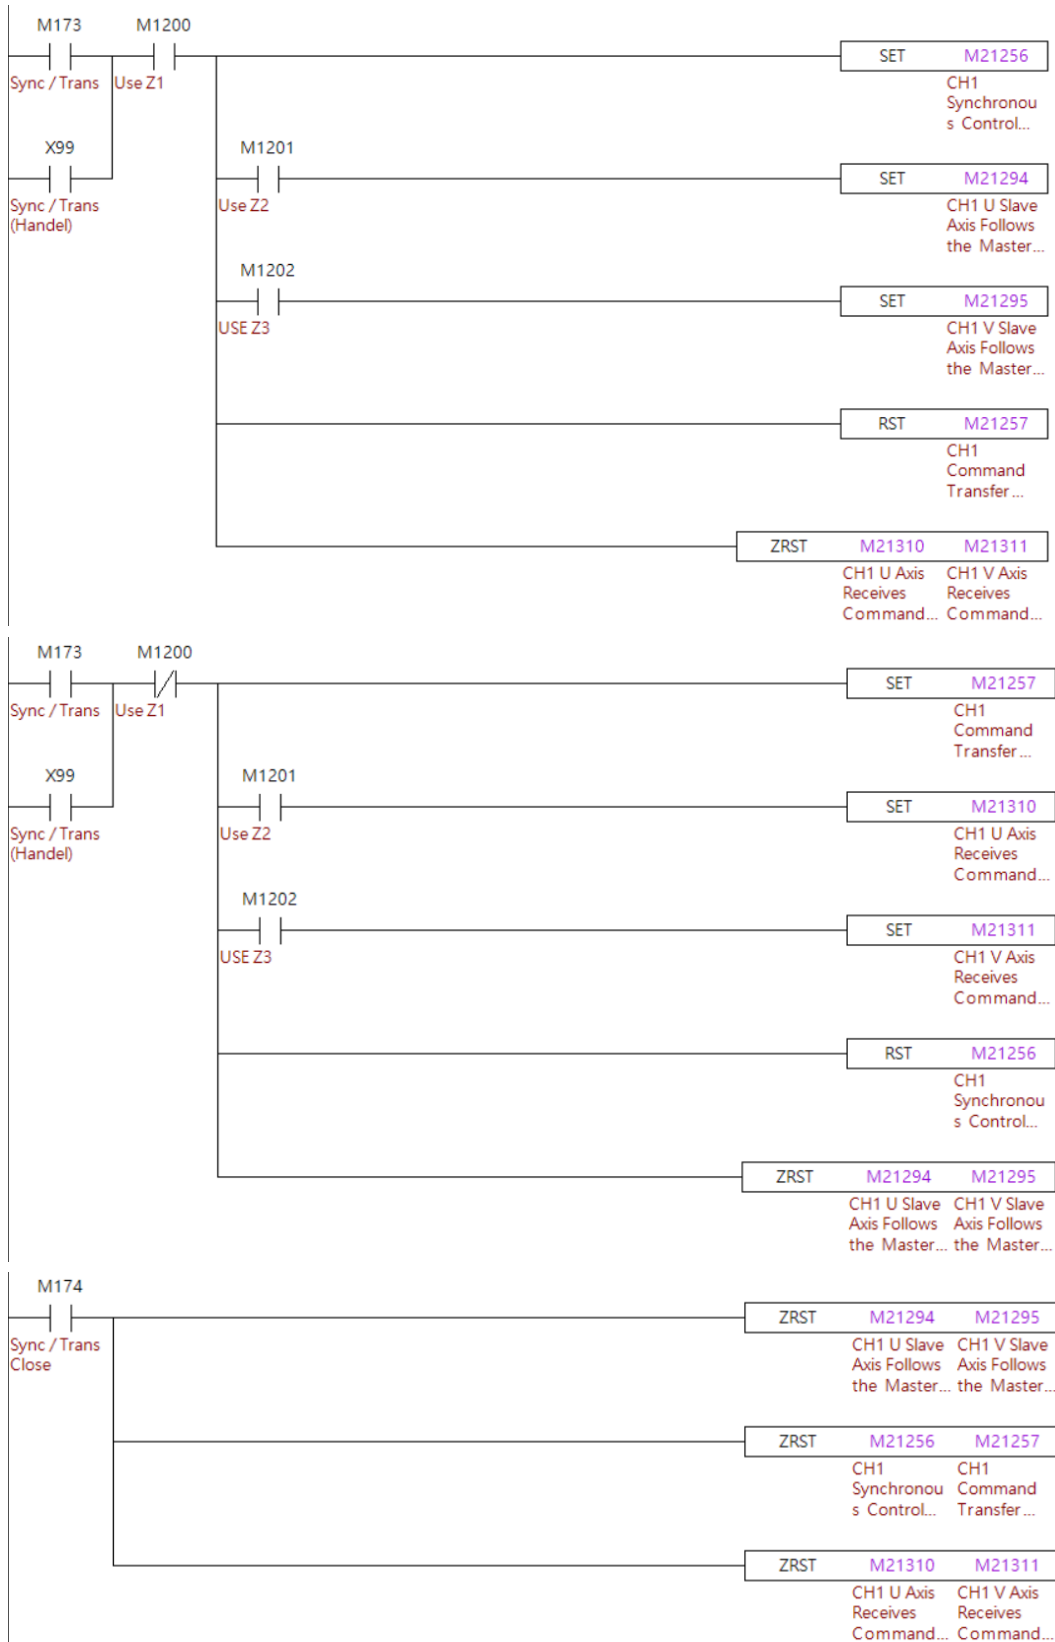 M173 M1200
SET M21256
Sync / Trans Use Z1
CH1
Synchronou
s Control...
X99 M1201
SET M21294
Sync / Trans
(Handel)
Use Z2
CH1 U Slave
Axis Follows
the Master...
M1202
SET M21295
USE Z3
CH1 V Slave
Axis Follows
the Master...
RST M21257
CH1
Command
Transfer...
ZRST M21310 M21311
CH1 U Axis CH1 V Axis
Receives Receives
Command... Command...
M173 M1200
SET M21257
Sync / Trans Use Z1
CH1
Command
Transfer...
X99 M1201
SET M21310
Sync / Trans
(Handel)
Use Z2
CH1 U Axis
Receives
Command...
M1202
SET M21311
USE Z3
CH1 V Axis
Receives
Command...
RST M21256
CH1
Synchronou
s Control...
ZRST M21294 M21295
CH1 U Slave CH1 V Slave
Axis Follows Axis Follows
the Master... the Master...
M174
ZRST M21294 M21295
Sync / Trans
Close
CH1 U Slave CH1 V Slave
Axis Follows Axis Follows
the Master... the Master...
ZRST M21256 M21257
CH1 CH1
Synchronou Command
s Control... Transfer...
ZRST M21310 M21311
CH1 U Axis CH1 V Axis
Receives Receives
Command... Command...